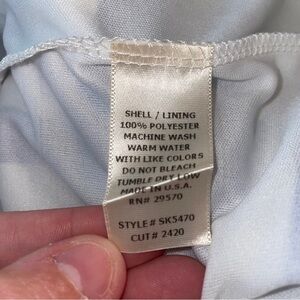 SHELL / LINING
100% POLYESTER
MACHINE WASH
WARM WATER
WITH LIKE COLORS
DO NOT BLEACH
TUMBLE DRY LOW
MADE IN U.S.A.
RN# 29570
STYLE# SK5470
CUT# 2420